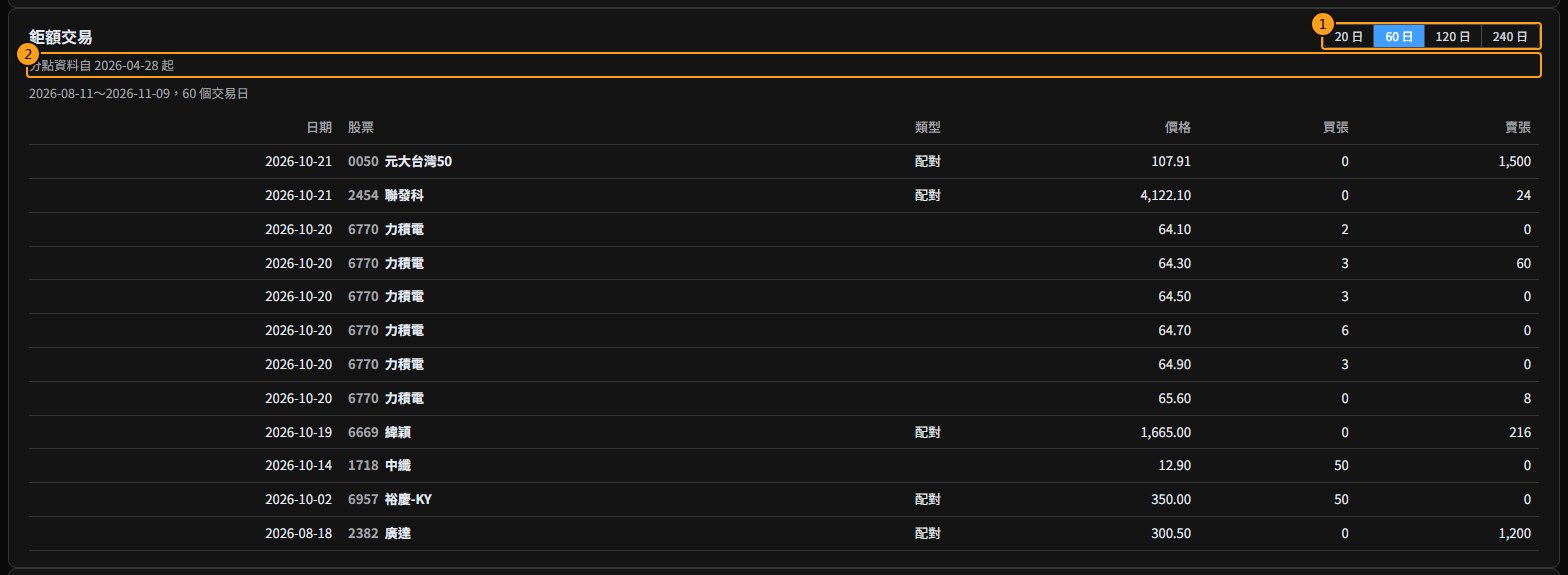 鉅額交易
1
20 日 60 日 120 日 240 日
2
分點資料自 2026-04-28 起
2026-08-11～2026-11-09，60 個交易日
日期 股票 類型 價格 買張 賣張
2026-10-21 0050 元大台灣50 配對 107.91 0 1,500
2026-10-21 2454 聯發科 配對 4,122.10 0 24
2026-10-20 6770 力積電 64.10 2 0
2026-10-20 6770 力積電 64.30 3 60
2026-10-20 6770 力積電 64.50 3 0
2026-10-20 6770 力積電 64.70 6 0
2026-10-20 6770 力積電 64.90 3 0
2026-10-20 6770 力積電 65.60 0 8
2026-10-19 6669 緯穎 配對 1,665.00 0 216
2026-10-14 1718 中纖 12.90 50 0
2026-10-02 6957 裕慶-KY 配對 350.00 50 0
2026-08-18 2382 廣達 配對 300.50 0 1,200